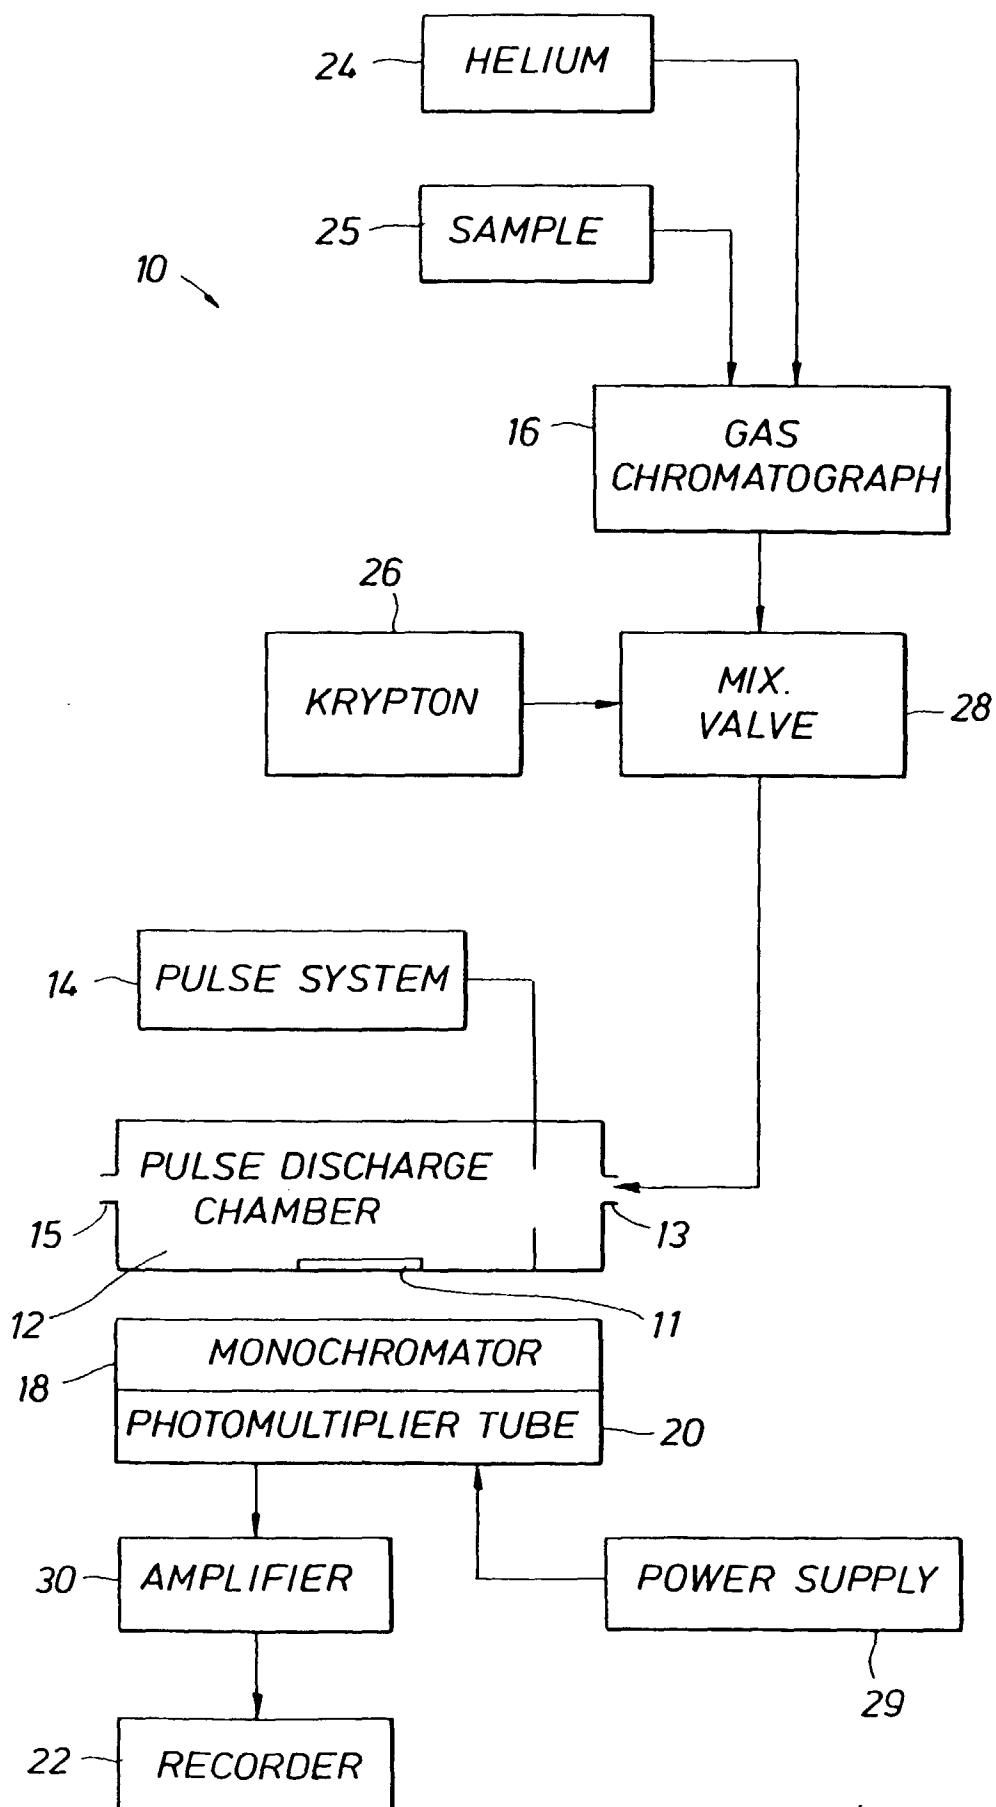 24
HELIUM
25
SAMPLE
10
16
GAS
CHROMATOGRAPH
26
KRYPTON
MIX.
VALVE
28
14
PULSE SYSTEM
PULSE DISCHARGE
CHAMBER
15
13
12
11
MONOCHROMATOR
18
PHOTOMULTIPLIER TUBE
20
30
AMPLIFIER
POWER SUPPLY
29
22
RECORDER